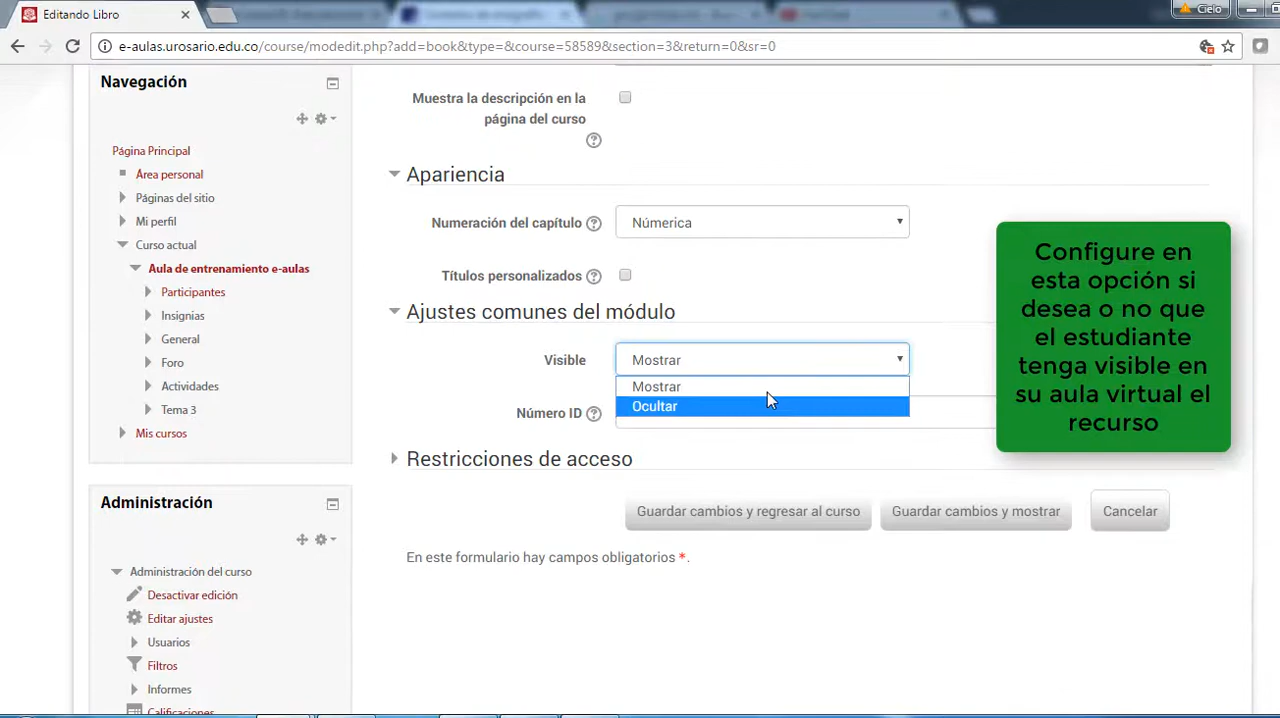 Editando Libro
Cielo
e-aulas.urosario.edu.co/course/modedit.php?add=book&type=&course=58589&section=3&return=0&sr=0
Navegación
Página Principal
Área personal
Páginas del sitio
Mi perfil
Curso actual
Aula de entrenamiento e-aulas
Participantes
Insignias
General
Foro
Actividades
Tema 3
Mis cursos
Administración
Administración del curso
Desactivar edición
Editar ajustes
Usuarios
Filtros
Informes
Calificaciones
Muestra la descripción en la
página del curso
Apariencia
Numeración del capítulo
Númerica
Títulos personalizados
Ajustes comunes del módulo
Visible
Mostrar
Mostrar
Ocultar
Número ID
Restricciones de acceso
Guardar cambios y regresar al curso
Guardar cambios y mostrar
Cancelar
En este formulario hay campos obligatorios *.
Configure en
esta opción si
desea o no que
el estudiante
tenga visible en
su aula virtual el
recurso